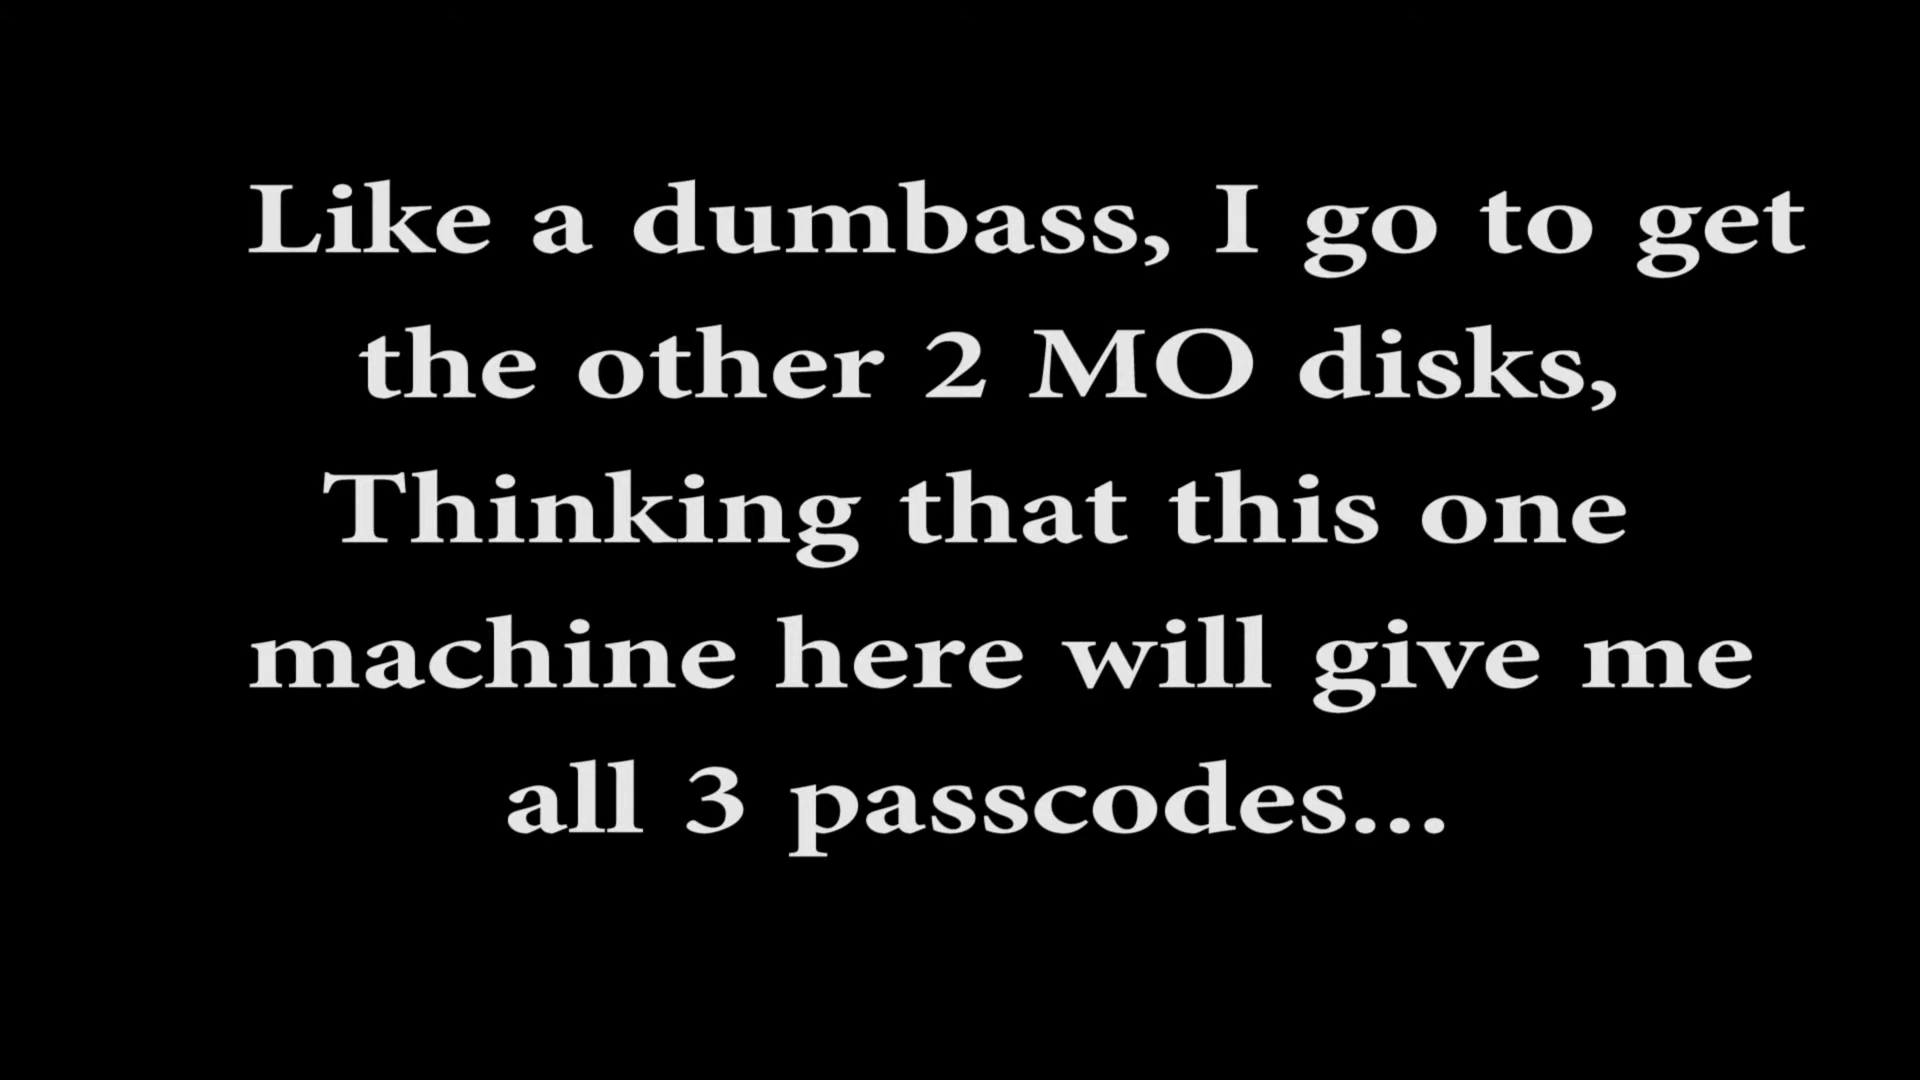 Like a dumbass, I go to get
the other 2 MO disks,
Thinking that this one
machine here will give me
all 3 passcodes...